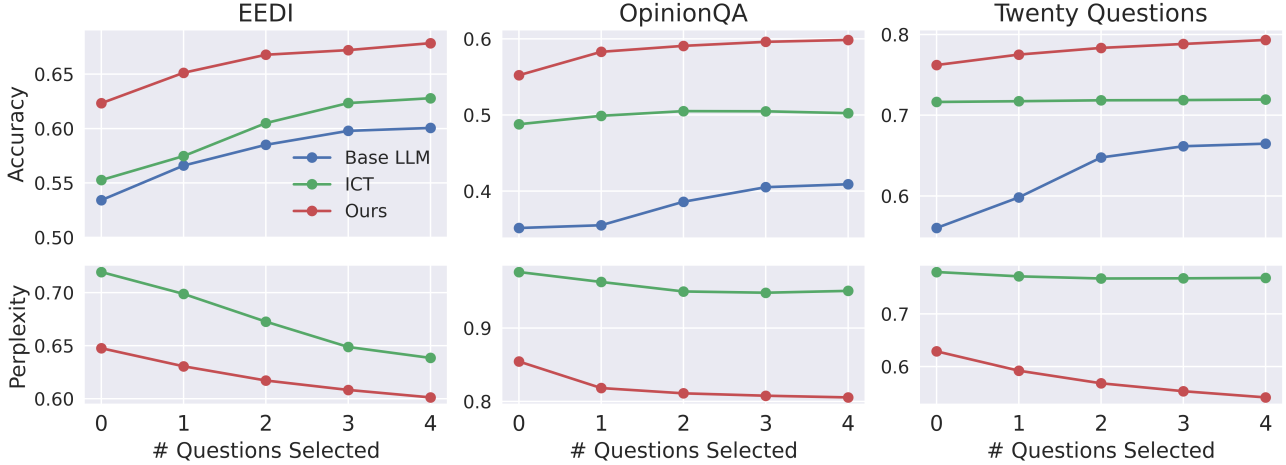 EEDI
OpinionQA
Twenty Questions
Accuracy
0.65
0.60
0.55
0.50
Base LLM
ICT
Ours
0.6
0.5
0.4
0.8
0.7
0.6
Perplexity
0.70
0.65
0.60
0.9
0.8
0.7
0.6
0 1 2 3 4
0 1 2 3 4
0 1 2 3 4
# Questions Selected
# Questions Selected
# Questions Selected